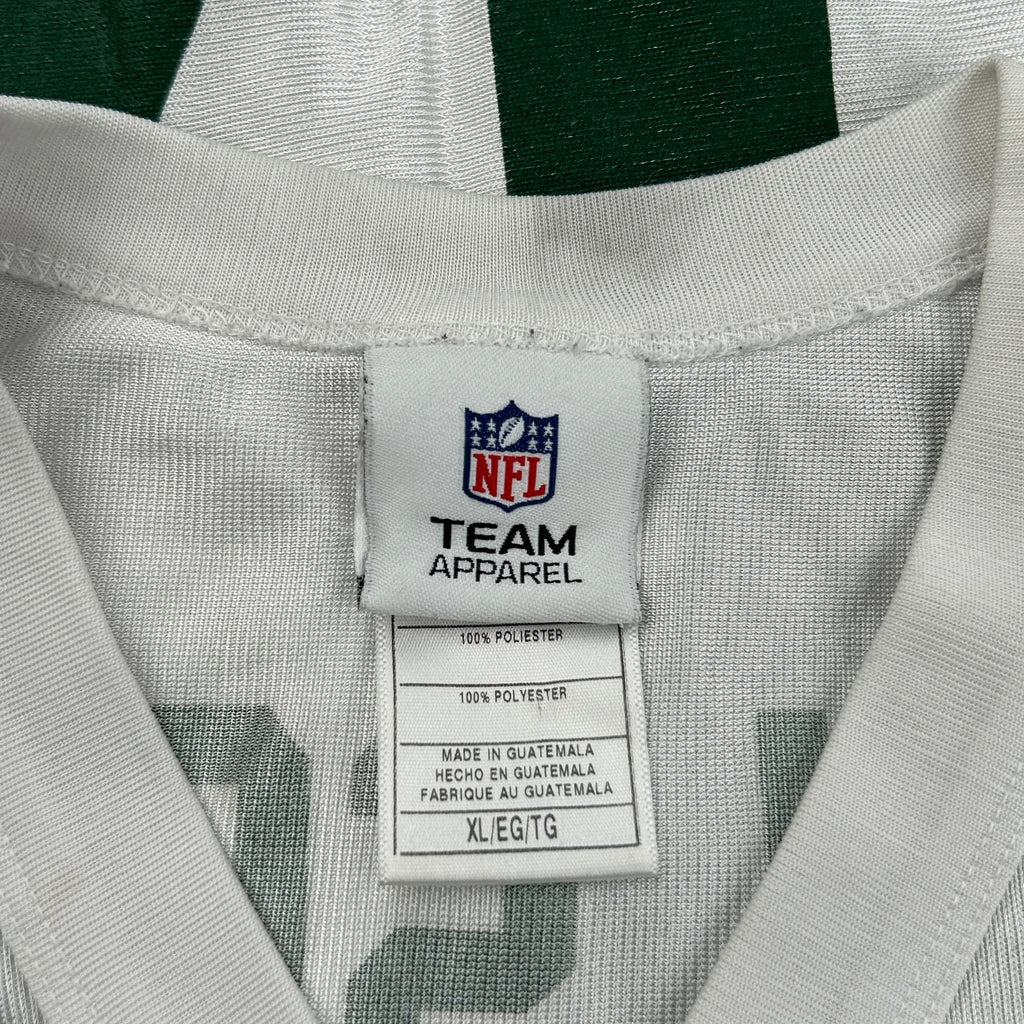 NFL
TEAM
APPAREL
100% POLIESTER
100% POLYESTER
MADE IN GUATEMALA
HECHO EN GUATEMALA
FABRIQUE AU GUATEMALA
XL/EG/TG